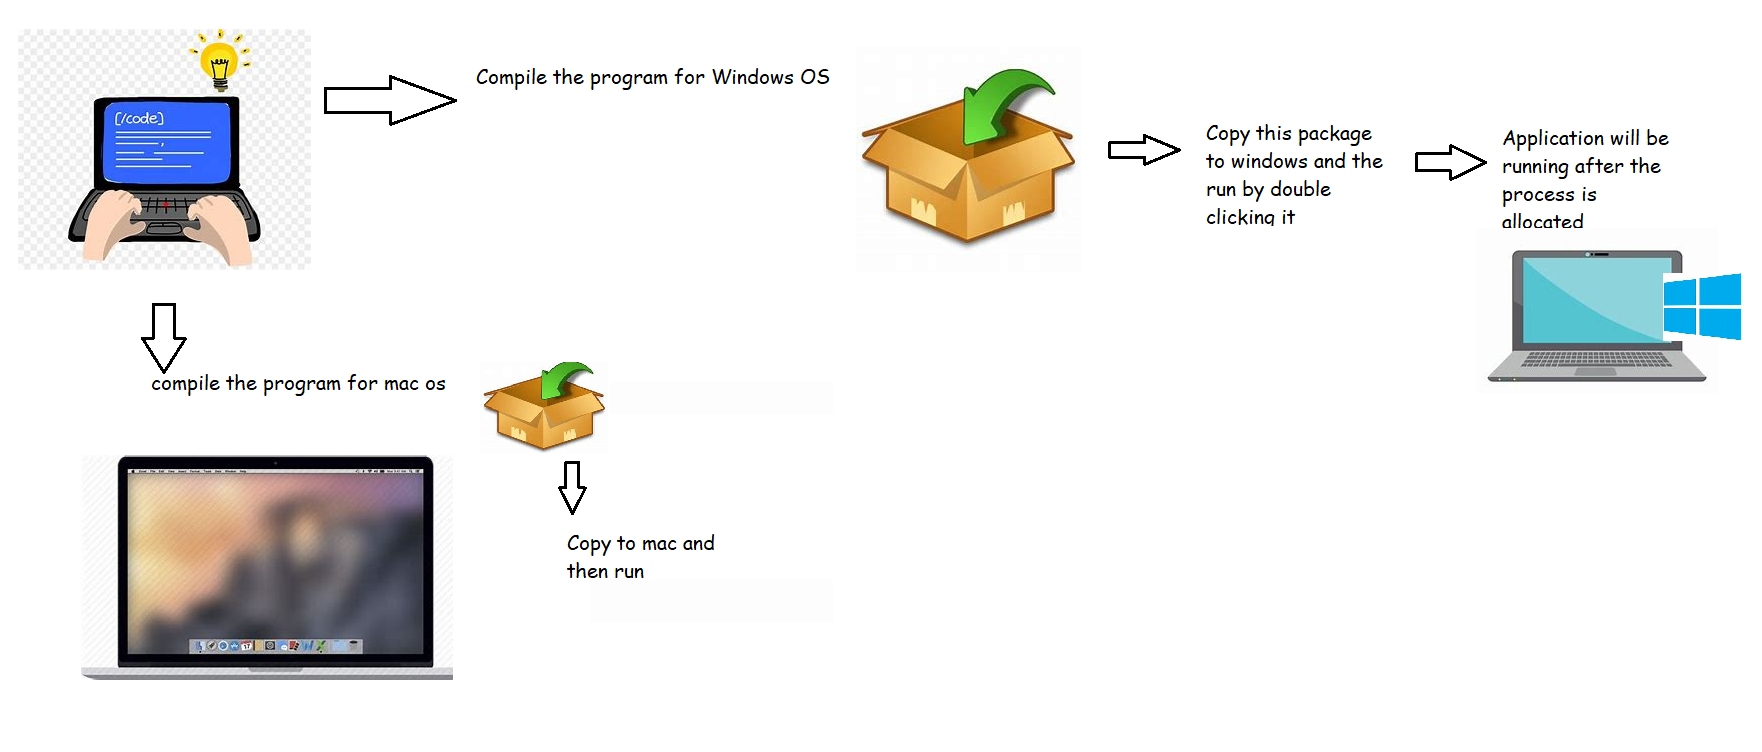 [/code]
Compile the program for Windows OS
Copy this package
to windows and the
run by double
clicking it
Application will be
running after the
process is
allocated
compile the program for mac os
Copy to mac and
then run